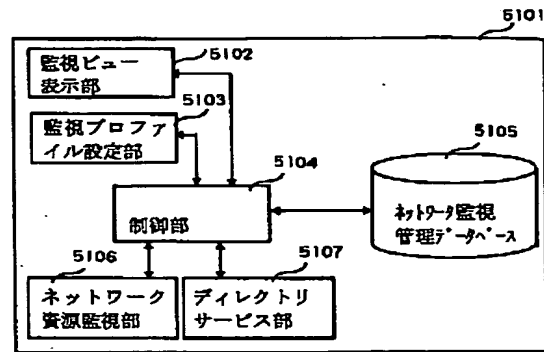 5101
監視ビュー
表示部
5102
監視プロファ
イル設定部
5103
制御部
5104
ネットワーク監視
管理データベース
5105
ネットワーク
資源監視部
5106
ディレクトリ
サービス部
5107